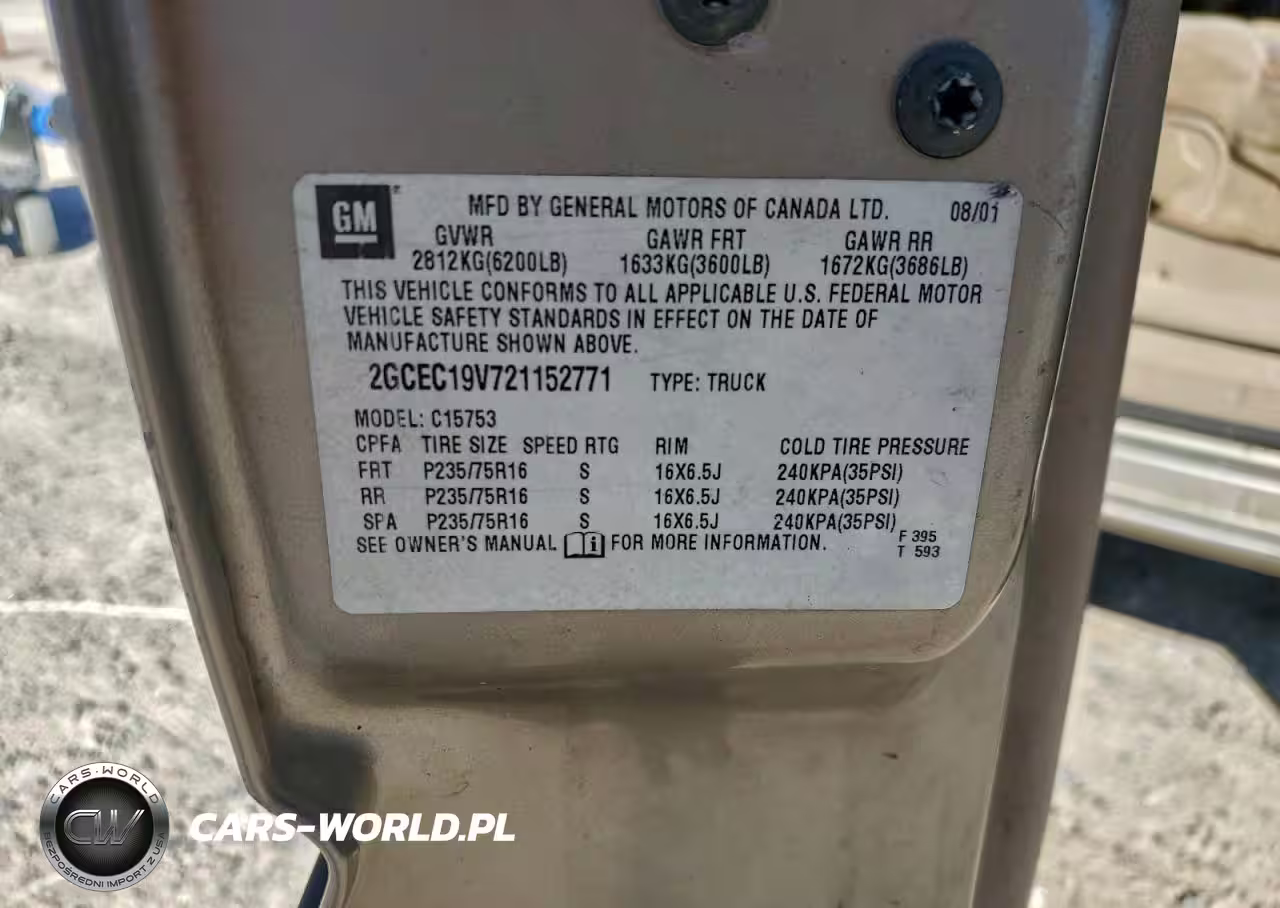 GM
MFD BY GENERAL MOTORS OF CANADA LTD. 08/01
GVWR GAWR FRT GAWR RR
2812KG(6200LB) 1633KG(3600LB) 1672KG(3686LB)
THIS VEHICLE CONFORMS TO ALL APPLICABLE U.S. FEDERAL MOTOR
VEHICLE SAFETY STANDARDS IN EFFECT ON THE DATE OF
MANUFACTURE SHOWN ABOVE.
2GCEC19V721152771 TYPE: TRUCK
MODEL: C15753
CPFA TIRE SIZE SPEED RTG RIM COLD TIRE PRESSURE
FRT P235/75R16 S 16X6.5J 240KPA(35PSI)
RR P235/75R16 S 16X6.5J 240KPA(35PSI)
SPA P235/75R16 S 16X6.5J 240KPA(35PSI)
SEE OWNER'S MANUAL i FOR MORE INFORMATION. F 395
T 593
CARS-WORLD
CW
BEZPOŚREDNI IMPORT Z USA
CARS-WORLD.PL